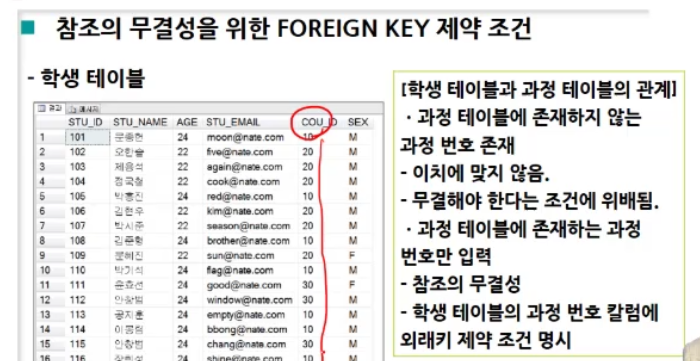 참조의 무결성을 위한 FOREIGN KEY 제약 조건
- 학생 테이블
결과 메시지
STU_ID STU_NAME AGE STU_EMAIL COU_ID SEX
1 101 문종헌 24 moon@nate.com 10 M
2 102 오한솔 22 five@nate.com 20 M
3 103 제음석 22 again@nate.com 20 M
4 104 정국철 22 cook@nate.com 20 M
5 105 박홍진 24 red@nate.com 10 M
6 106 김현우 22 kim@nate.com 20 M
7 107 박시준 22 season@nate.com 20 M
8 108 김준형 24 brother@nate.com 10 M
9 109 문혜진 22 sun@nate.com 20 F
10 110 박기석 24 flag@nate.com 10 M
11 111 윤효선 24 good@nate.com 30 F
12 112 안창범 24 window@nate.com 30 M
13 113 공지훈 24 empty@nate.com 10 M
14 114 24 bbong@nate.com 10 M
15 115 안창범 24 chang@nate.com 30 M
16 116 24 shine@nate.com 10 M
[학생 테이블과 과정 테이블의 관계]
· 과정 테이블에 존재하지 않는
과정 번호 존재
- 이치에 맞지 않음.
- 무결해야 한다는 조건에 위배됨.
· 과정 테이블에 존재하는 과정
번호만 입력
- 참조의 무결성
- 학생 테이블의 과정 번호 칼럼에
외래키 제약 조건 명시